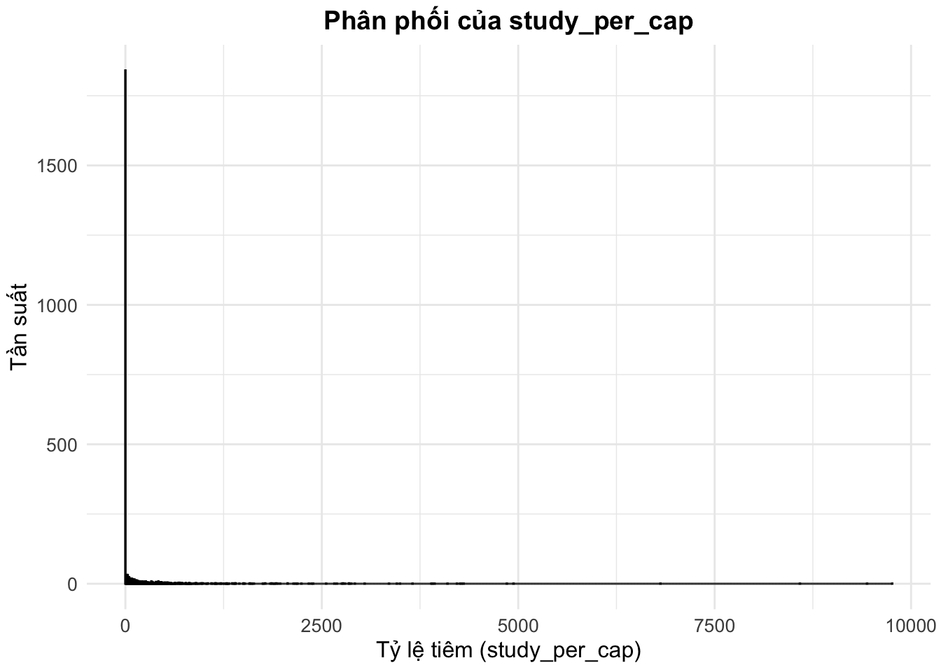 Phân phối của study_per_cap
1500
1000
500
0
Tần suất
0 2500 5000 7500 10000
Tỷ lệ tiêm (study_per_cap)